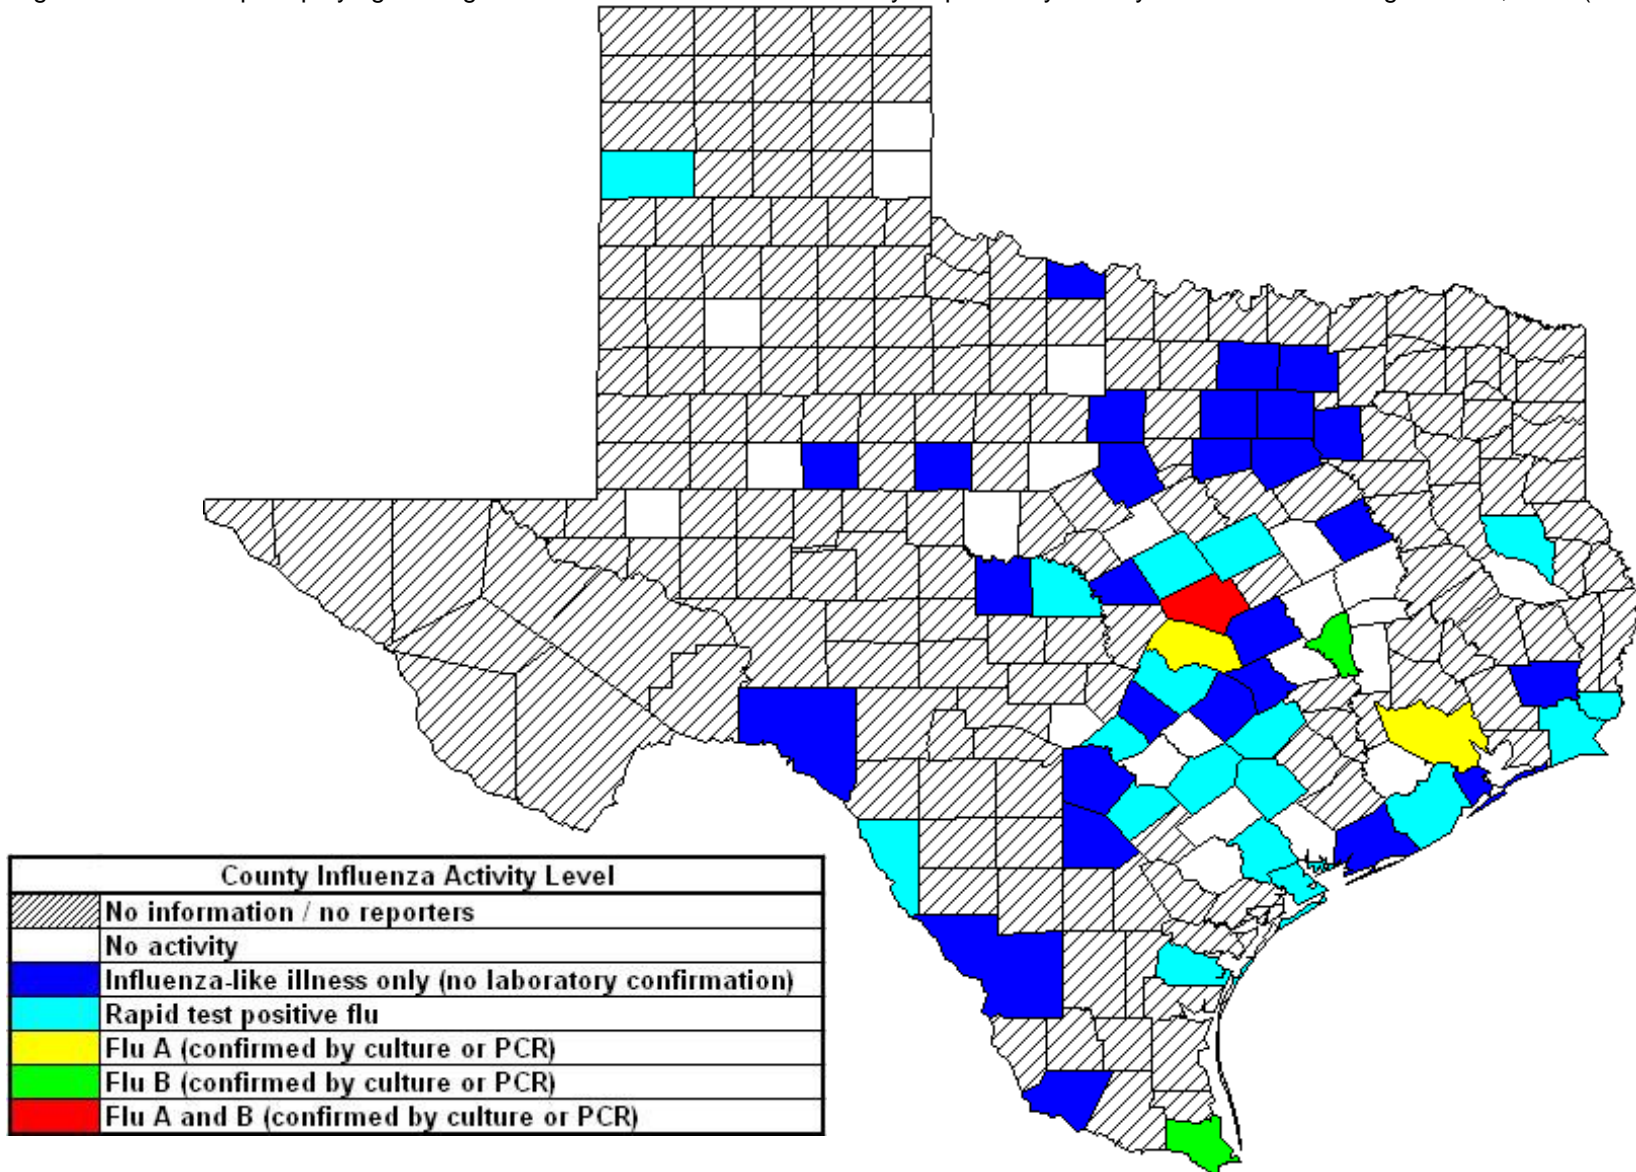 County Influenza Activity Level
No information / no reporters
No activity
Influenza-like illness only (no laboratory confirmation)
Rapid test positive flu
Flu A (confirmed by culture or PCR)
Flu B (confirmed by culture or PCR)
Flu A and B (confirmed by culture or PCR)